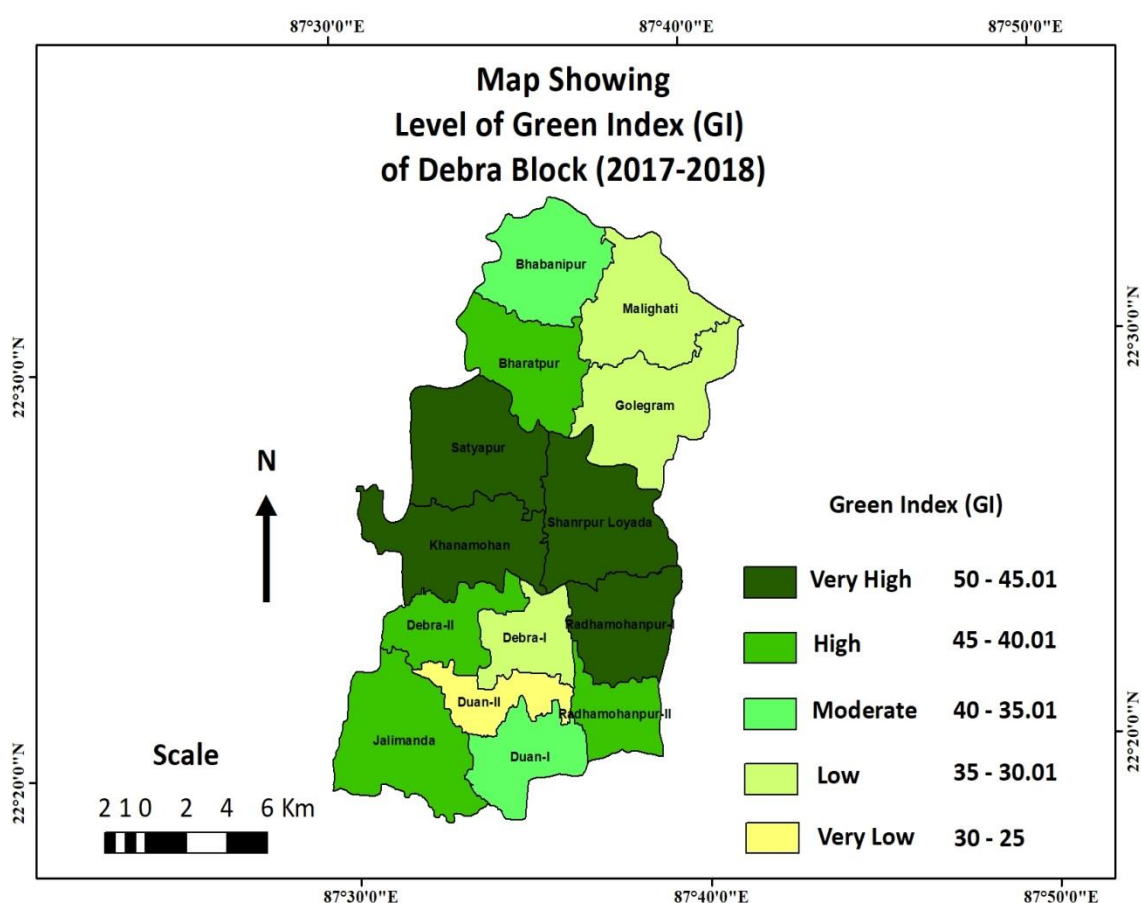 87°30'0"E 87°40'0"E 87°50'0"E
Map Showing
Level of Green Index (GI)
of Debra Block (2017-2018)
Bhabanipur
Malighati
22°30'0"N
22°30'0"N
Bharatpur
Golegram
Satyapur
N
Shanrpur Loyada
Khanamohan
Debra-II
Debra-I
Radhamohanpur-I
Duan-II
Radhamohanpur-II
Jalimanda
Duan-I
22°20'0"N
22°20'0"N
Scale
2 1 0 2 4 6 Km
Green Index (GI)
Very High 50 - 45.01
High 45 - 40.01
Moderate 40 - 35.01
Low 35 - 30.01
Very Low 30 - 25
87°30'0"E 87°40'0"E 87°50'0"E